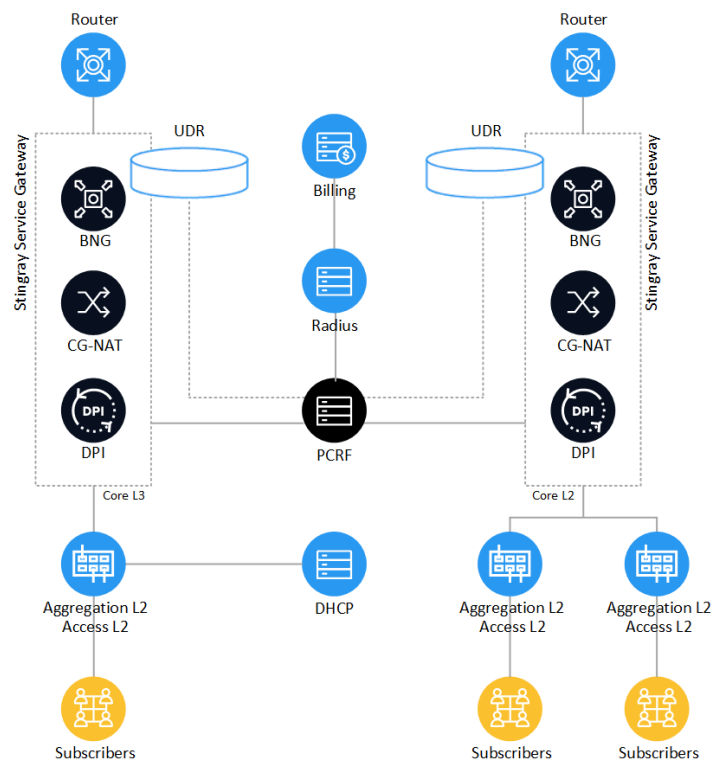 Router
Router
UDR
UDR
Stingray Service Gateway
Stingray Service Gateway
Billing
BNG
BNG
Radius
CG-NAT
CG-NAT
DPI
DPI
DPI
DPI
PCRF
Core L3
Core L2
Aggregation L2
Access L2
DHCP
Aggregation L2
Access L2
Aggregation L2
Access L2
Subscribers
Subscribers
Subscribers